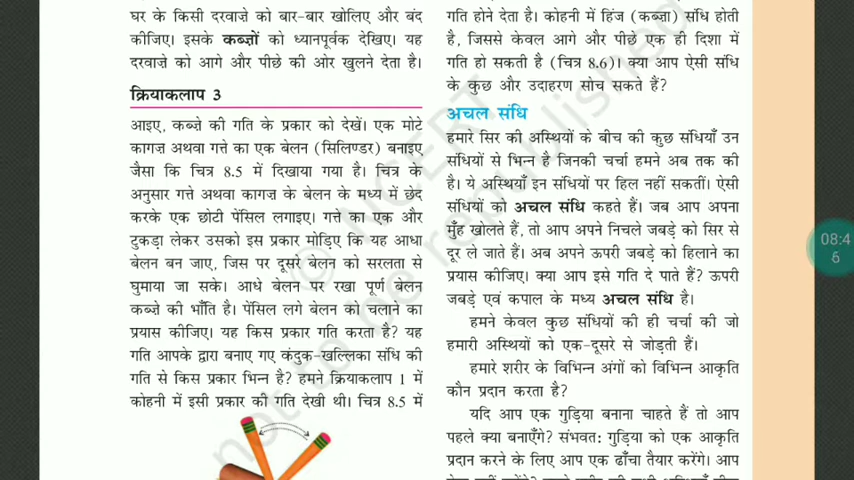 घर के किसी दरवाज़े को बार-बार खोलिए और बंद
कीजिए। इसके कब्ज़ों को ध्यानपूर्वक देखिए। यह
दरवाज़े को आगे और पीछे की ओर खुलने देता है।
क्रियाकलाप 3
आइए, कब्ज़े की गति के प्रकार को देखें। एक मोटे
कागज़ अथवा गत्ते का एक बेलन (सिलिण्डर) बनाइए
जैसा कि चित्र 8.5 में दिखाया गया है। चित्र के
अनुसार गत्ते अथवा कागज़ के बेलन के मध्य में छेद
करके एक छोटी पेंसिल लगाइए। गत्ते का एक और
टुकड़ा लेकर उसको इस प्रकार मोड़िए कि यह आधा
बेलन बन जाए, जिस पर दूसरे बेलन को सरलता से
घुमाया जा सके। आधे बेलन पर रखा पूर्ण बेलन
कब्ज़े की भाँति है। पेंसिल लगे बेलन को चलाने का
प्रयास कीजिए। यह किस प्रकार गति करता है? यह
गति आपके द्वारा बनाए गए कंदुक-खल्लिका संधि की
गति से किस प्रकार भिन्न है? हमने क्रियाकलाप 1 में
कोहनी में इसी प्रकार की गति देखी थी। चित्र 8.5 में
गति होने देता है। कोहनी में हिंज (कब्ज़ा) संधि होती
है, जिससे केवल आगे और पीछे एक ही दिशा में
गति हो सकती है (चित्र 8.6)। क्या आप ऐसी संधि
के कुछ और उदाहरण सोच सकते हैं?
अचल संधि
हमारे सिर की अस्थियों के बीच की कुछ संधियाँ उन
संधियों से भिन्न है जिनकी चर्चा हमने अब तक की
है। ये अस्थियाँ इन संधियों पर हिल नहीं सकतीं। ऐसी
संधियों को अचल संधि कहते हैं। जब आप अपना
मुँह खोलते हैं, तो आप अपने निचले जबड़े को सिर से
दूर ले जाते हैं। अब अपने ऊपरी जबड़े को हिलाने का
प्रयास कीजिए। क्या आप इसे गति दे पाते हैं? ऊपरी
जबड़े एवं कपाल के मध्य अचल संधि है।
हमने केवल कुछ संधियों की ही चर्चा की जो
हमारी अस्थियों को एक-दूसरे से जोड़ती हैं।
हमारे शरीर के विभिन्न अंगों को विभिन्न आकृति
कौन प्रदान करता है?
यदि आप एक गुड़िया बनाना चाहते हैं तो आप
पहले क्या बनाएँगे? संभवत: गुड़िया को एक आकृति
प्रदान करने के लिए आप एक ढाँचा तैयार करेंगे। आप
08:4
6
© NCERT
not to be republished